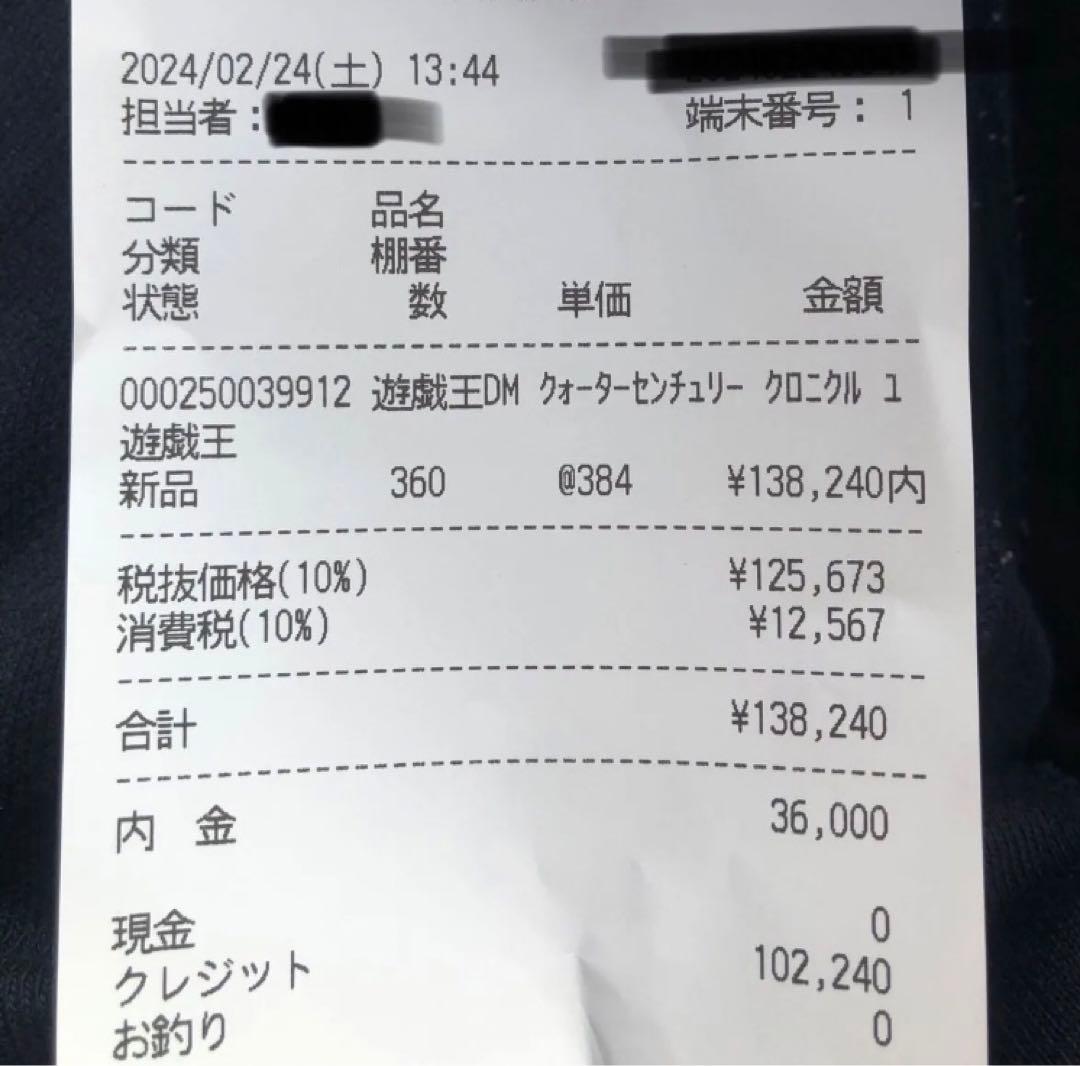 2024/02/24(土) 13:44
担当者：
端末番号： 1
コード 品名
分類 棚番
状態 数 単価 金額
000250039912 遊戯王DM ｸｫｰﾀｰｾﾝﾁｭﾘｰ ｸﾛﾆｸﾙ 1
遊戯王
新品 360 @384 ¥138,240内
税抜価格(10%) ¥125,673
消費税(10%) ¥12,567
合計 ¥138,240
内 金 36,000
現金 0
クレジット 102,240
お釣り 0